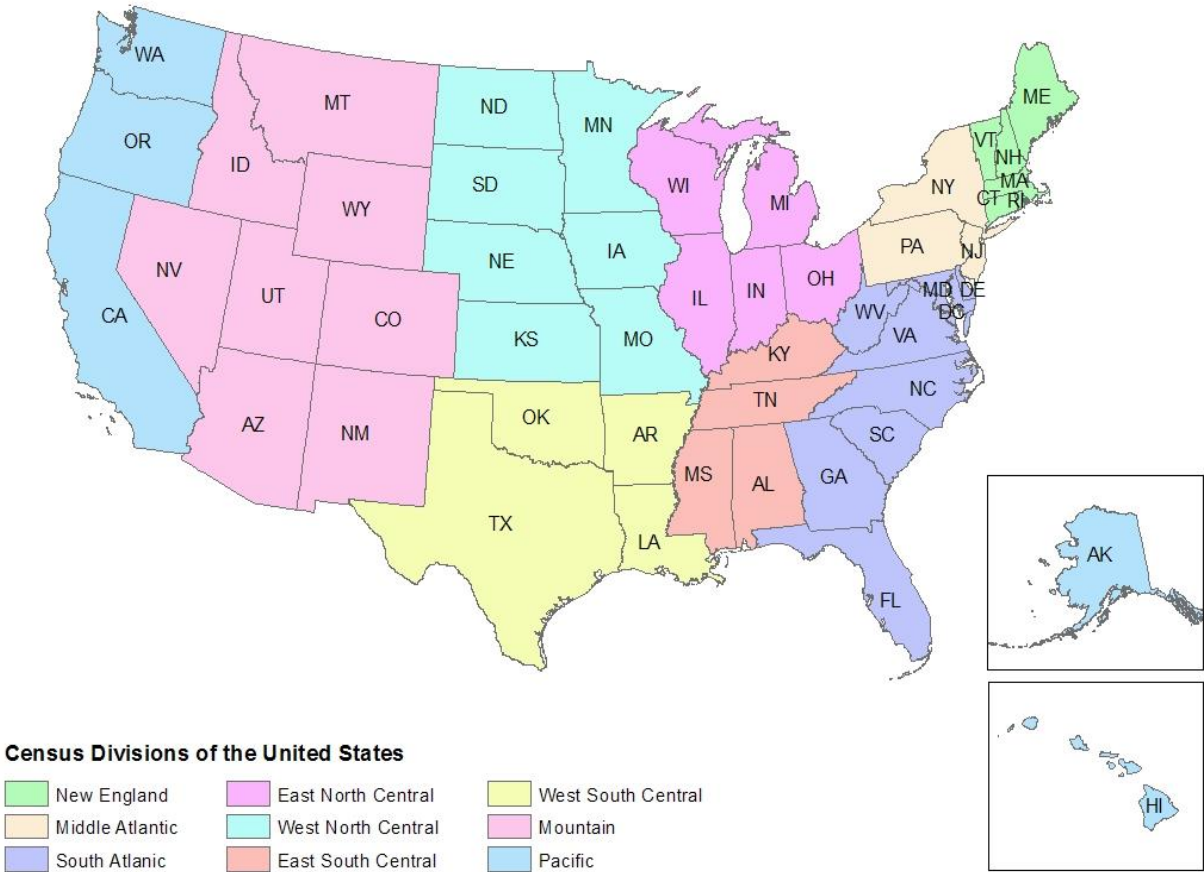 WA
MT
ND
MN
ME
OR
ID
SD
WI
MI
VT
NH
NY
MA
CT
RI
WY
NE
IA
PA
NJ
NV
UT
CO
KS
MO
IL
IN
OH
WV
MD
DE
DC
VA
CA
KY
AZ
NM
OK
AR
TN
NC
SC
MS
AL
GA
TX
LA
FL
AK
HI
Census Divisions of the United States
New England
East North Central
West South Central
Middle Atlantic
West North Central
Mountain
South Atlanic
East South Central
Pacific